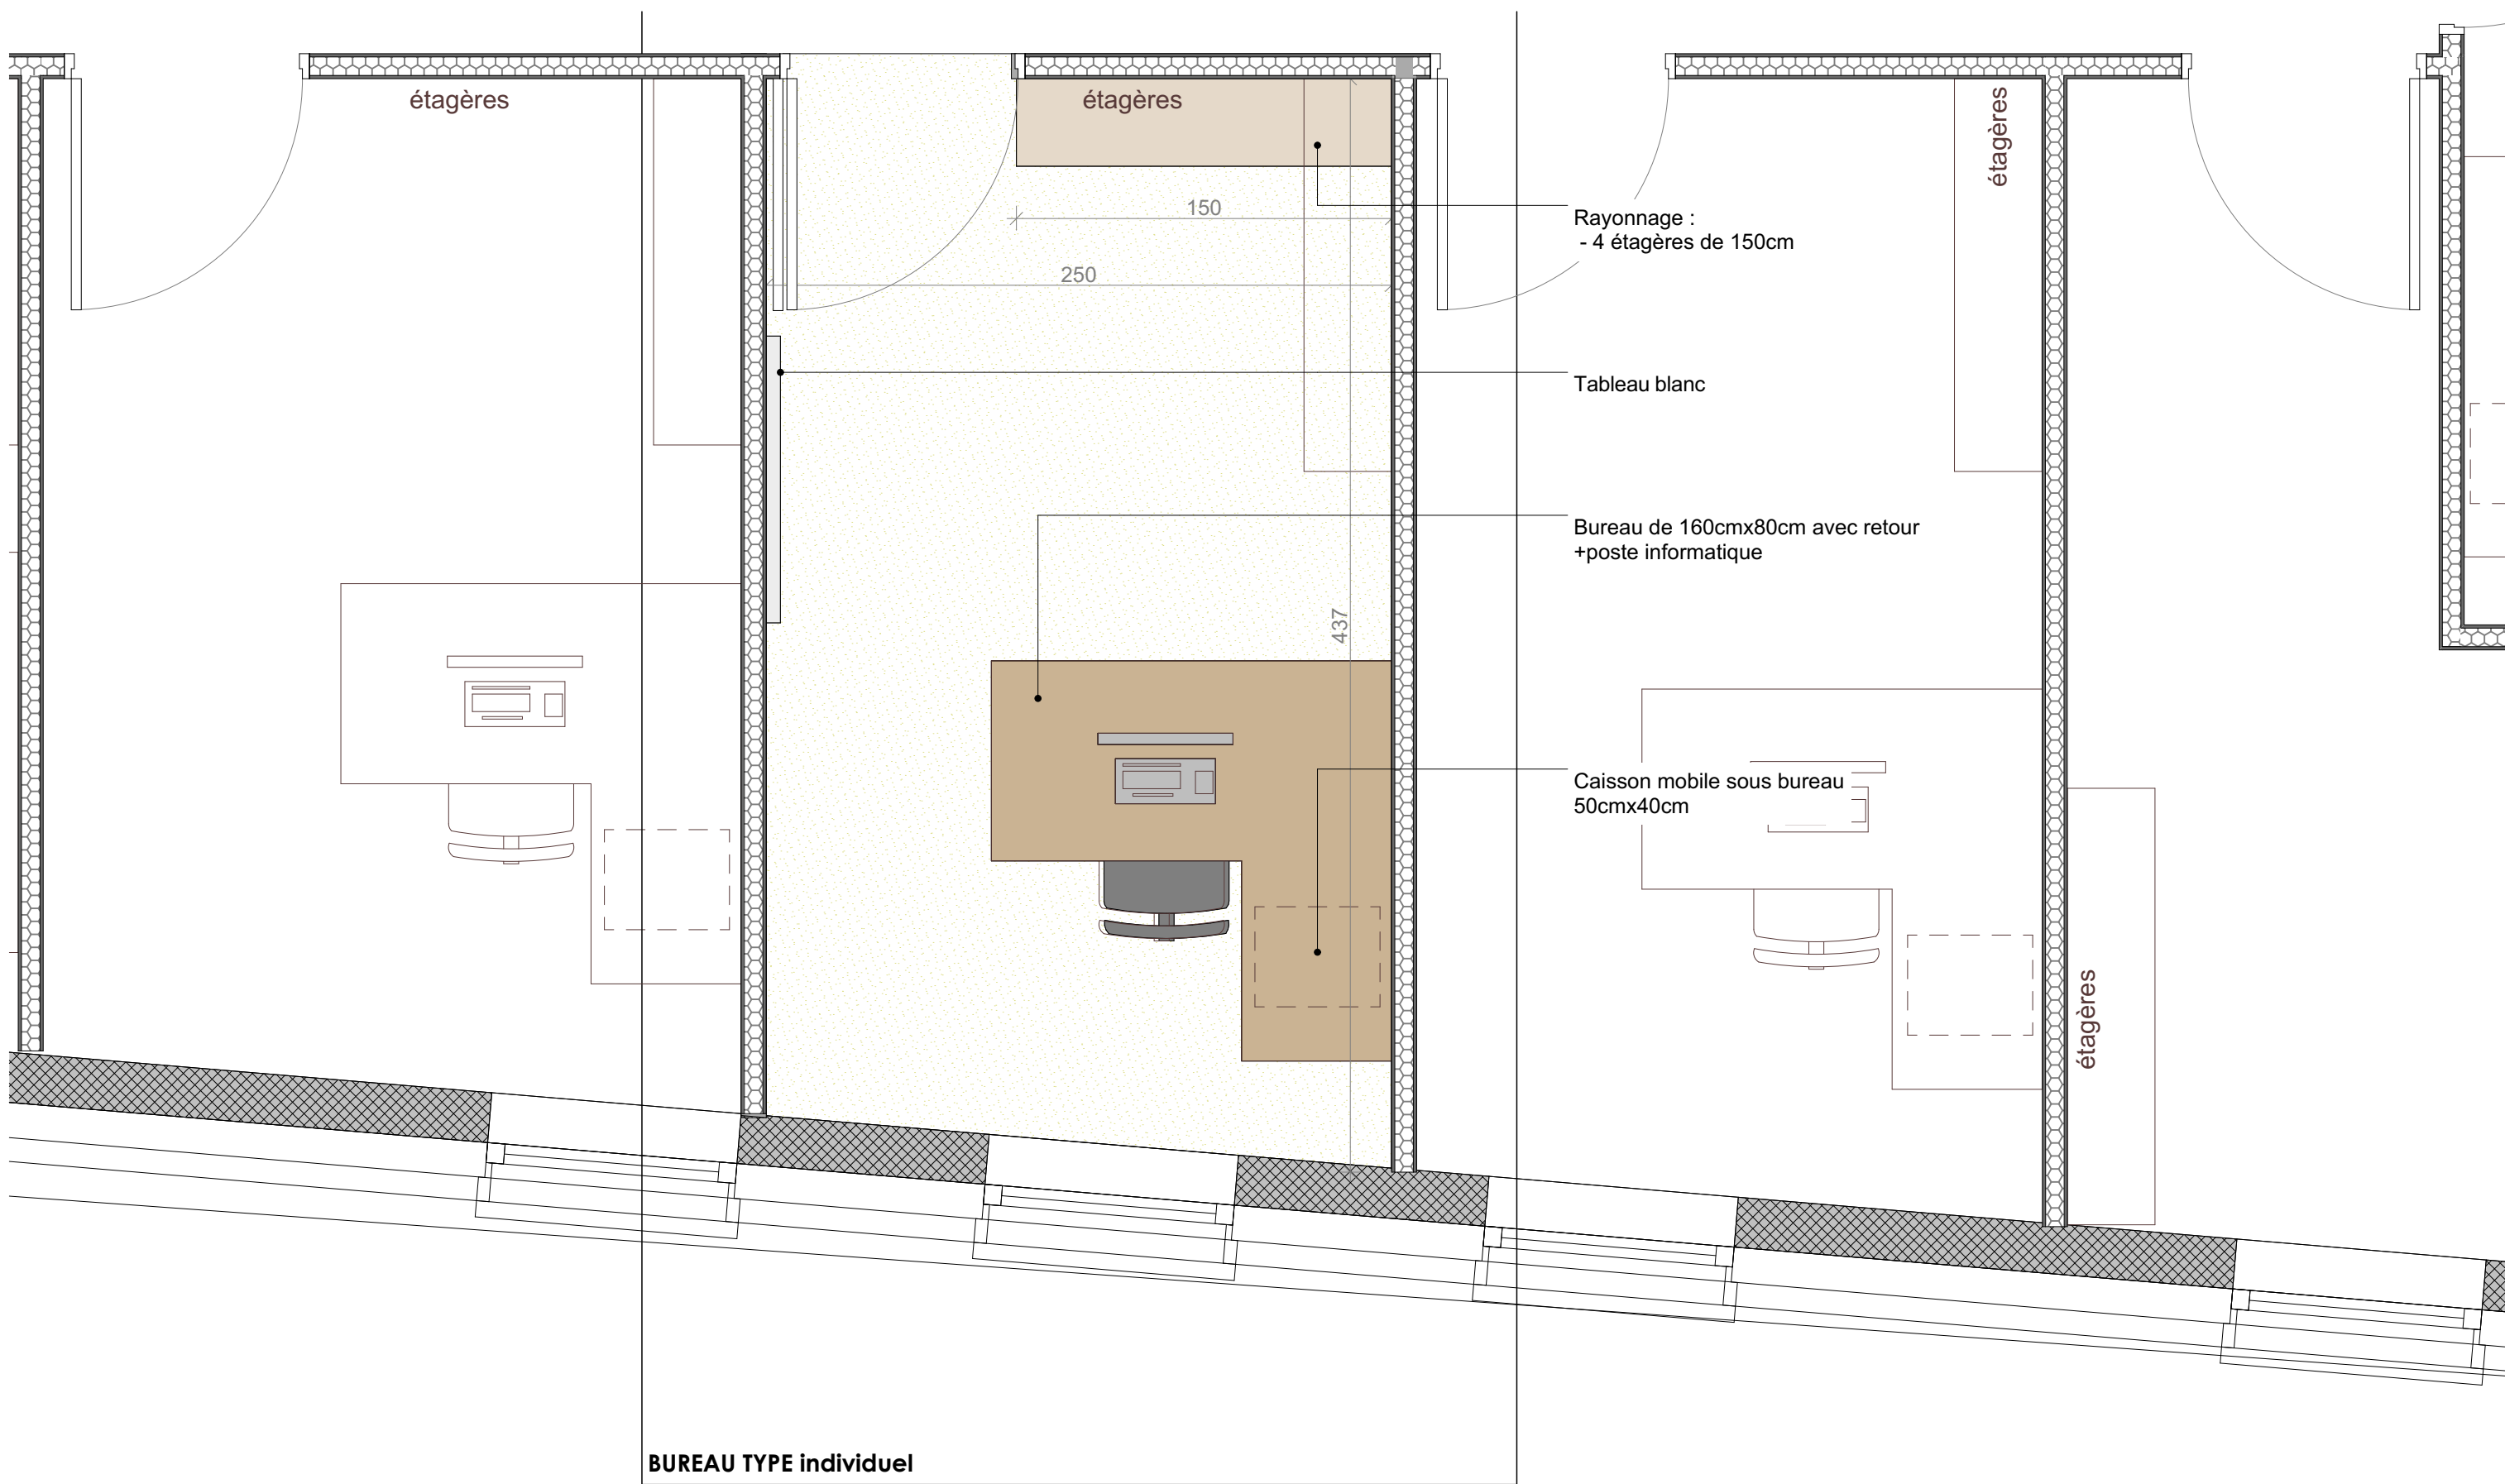 étagères
étagères
étagères
150
Rayonnage :
- 4 étagères de 150cm
250
Tableau blanc
Bureau de 160cmx80cm avec retour
+poste informatique
437
Caisson mobile sous bureau
50cmx40cm
étagères
BUREAU TYPE individuel